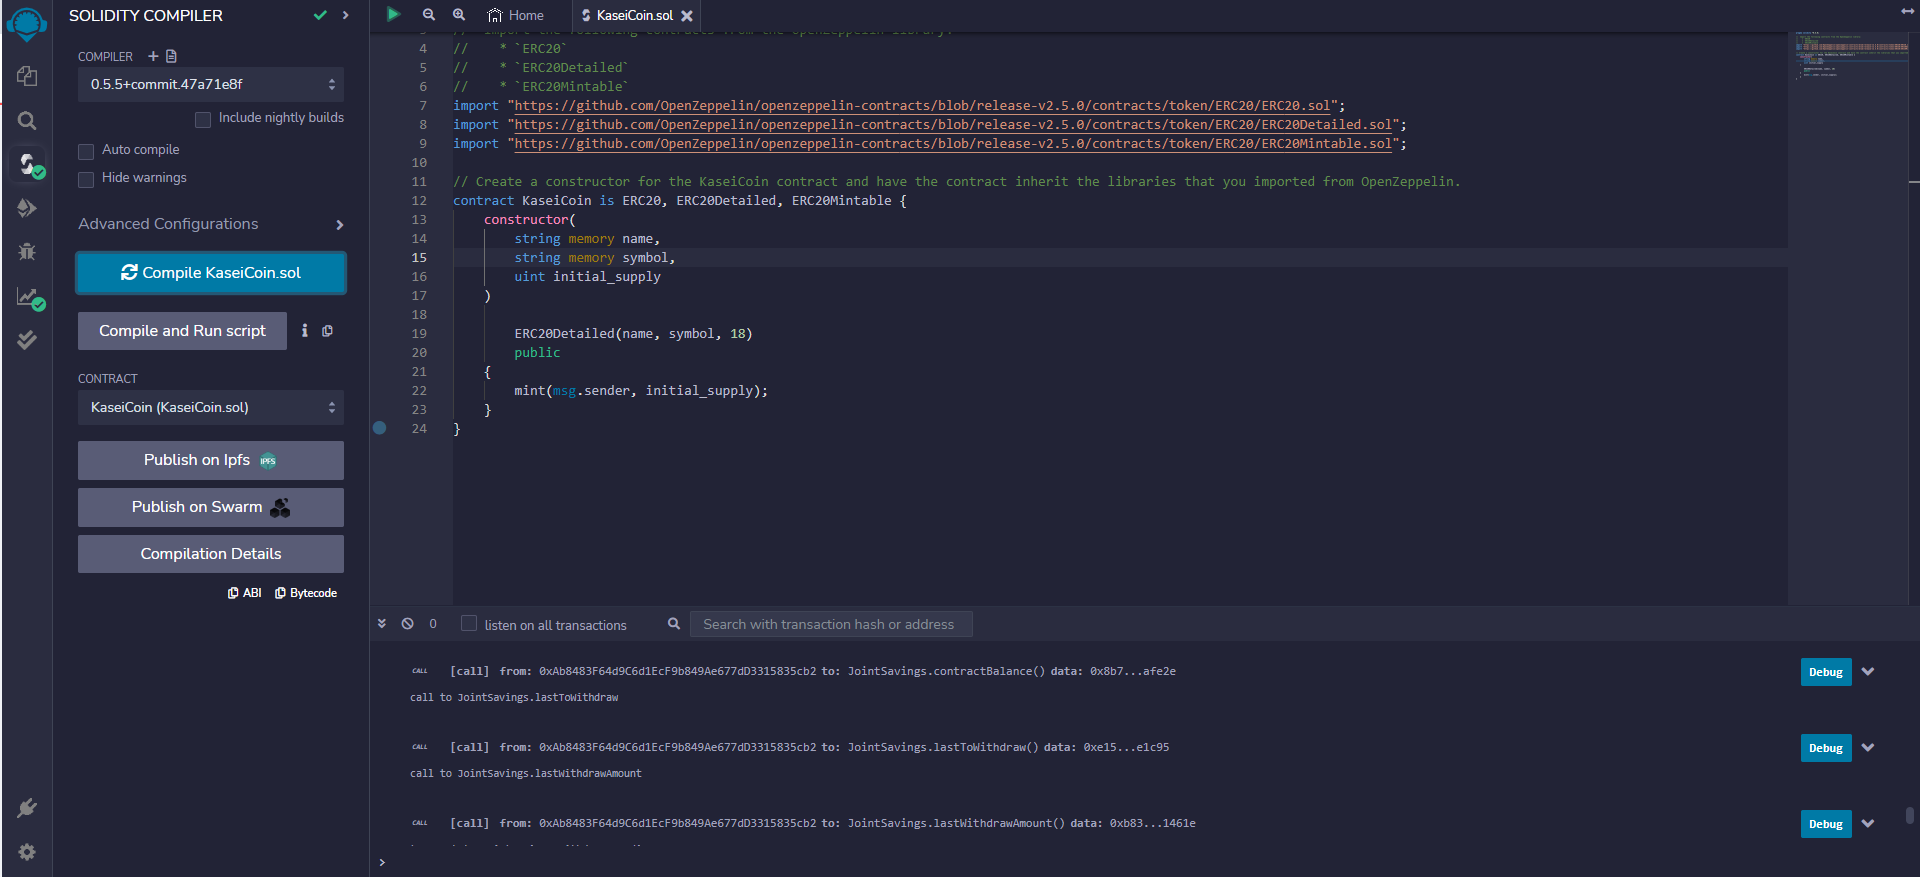 SOLIDITY COMPILER
COMPILER
0.5.5+commit.47a71e8f
Include nightly builds
Auto compile
Hide warnings
Advanced Configurations
Compile KaseiCoin.sol
Compile and Run script
CONTRACT
KaseiCoin (KaseiCoin.sol)
Publish on Ipfs
IPFS
Publish on Swarm
Compilation Details
ABI
Bytecode
Home
KaseiCoin.sol
3 // import the following contracts from the OpenZeppelin library:
4 //    * `ERC20`
5 //    * `ERC20Detailed`
6 //    * `ERC20Mintable`
7 import "https://github.com/OpenZeppelin/openzeppelin-contracts/blob/release-v2.5.0/contracts/token/ERC20/ERC20.sol";
8 import "https://github.com/OpenZeppelin/openzeppelin-contracts/blob/release-v2.5.0/contracts/token/ERC20/ERC20Detailed.sol";
9 import "https://github.com/OpenZeppelin/openzeppelin-contracts/blob/release-v2.5.0/contracts/token/ERC20/ERC20Mintable.sol";
10
11 // Create a constructor for the KaseiCoin contract and have the contract inherit the libraries that you imported from OpenZeppelin.
12 contract KaseiCoin is ERC20, ERC20Detailed, ERC20Mintable {
13     constructor(
14         string memory name,
15         string memory symbol,
16         uint initial_supply
17     )
18
19         ERC20Detailed(name, symbol, 18)
20         public
21     {
22         mint(msg.sender, initial_supply);
23     }
24 }
0
listen on all transactions
Search with transaction hash or address
CALL [call] from: 0xAb8483F64d9C6d1EcF9b849Ae677dD3315835cb2 to: JointSavings.contractBalance() data: 0x8b7...afe2e
Debug
call to JointSavings.lastToWithdraw
CALL [call] from: 0xAb8483F64d9C6d1EcF9b849Ae677dD3315835cb2 to: JointSavings.lastToWithdraw() data: 0xe15...e1c95
Debug
call to JointSavings.lastWithdrawAmount
CALL [call] from: 0xAb8483F64d9C6d1EcF9b849Ae677dD3315835cb2 to: JointSavings.lastWithdrawAmount() data: 0xb83...1461e
Debug
>